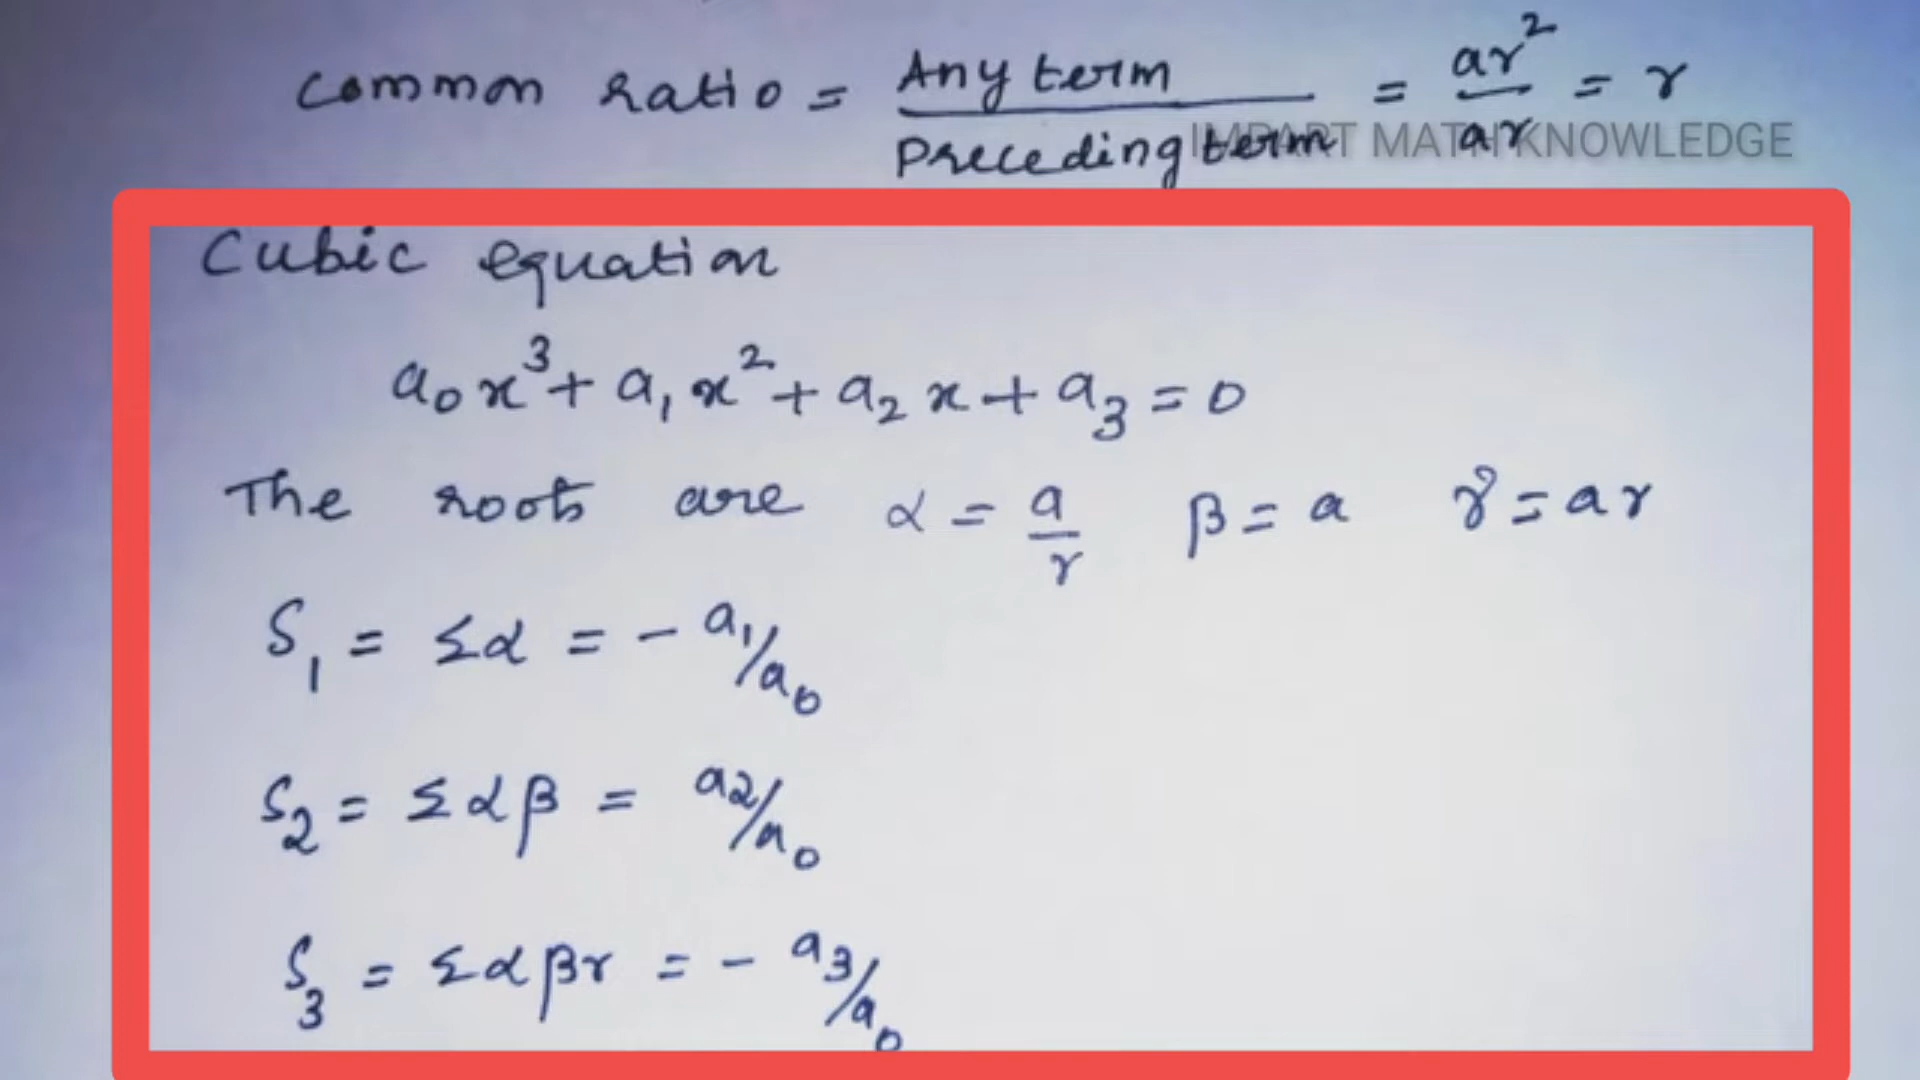 Common ratio = Any term / Preceding term = ar² / ar = r
IMPART MATH KNOWLEDGE
Cubic equation
a₀x³ + a₁x² + a₂x + a₃ = 0
The roots are α = a/r β = a γ = ar
S₁ = Σα = - a₁/a₀
S₂ = Σαβ = a₂/a₀
S₃ = Σαβγ = - a₃/a₀